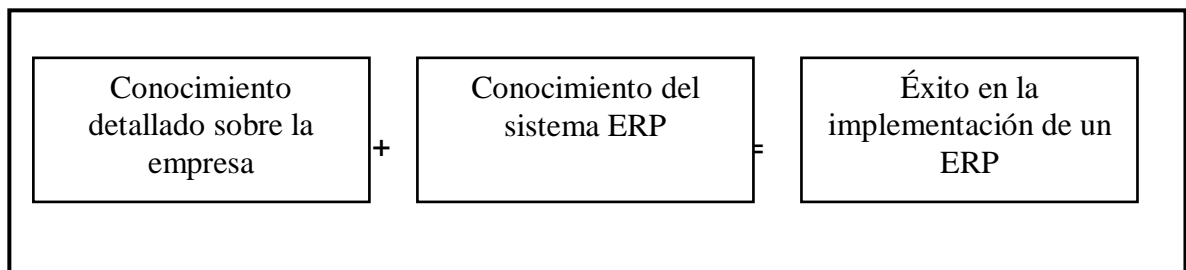 Conocimiento
detallado sobre la
empresa
+
Conocimiento del
sistema ERP
=
Éxito en la
implementación de un
ERP